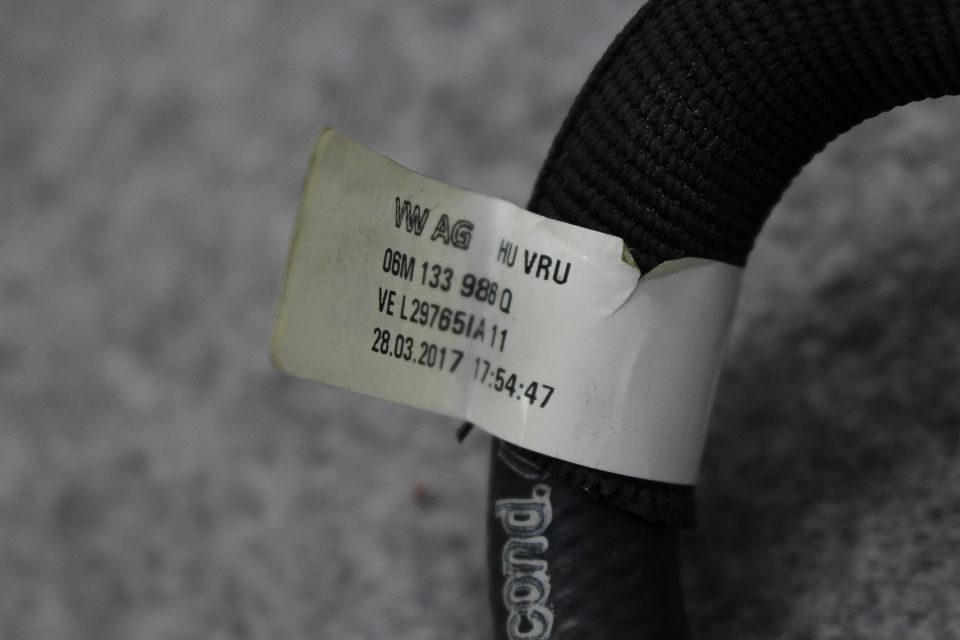 VW AG HU VRU
06M 133 986 Q
VE L29765IA 11
28.03.2017 17:54:47
cond.